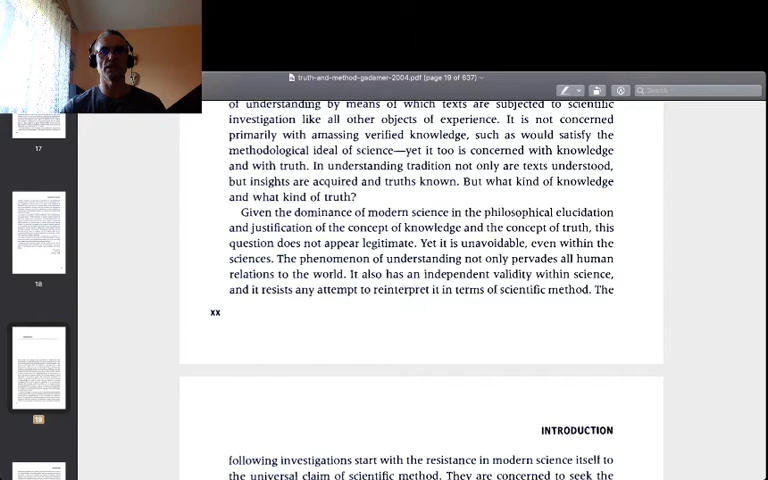 truth-and-method-gadamer-2004.pdf (page 19 of 637)
Search
of understanding by means of which texts are subjected to scientific
investigation like all other objects of experience. It is not concerned
primarily with amassing verified knowledge, such as would satisfy the
methodological ideal of science—yet it too is concerned with knowledge
and with truth. In understanding tradition not only are texts understood,
but insights are acquired and truths known. But what kind of knowledge
and what kind of truth?
Given the dominance of modern science in the philosophical elucidation
and justification of the concept of knowledge and the concept of truth, this
question does not appear legitimate. Yet it is unavoidable, even within the
sciences. The phenomenon of understanding not only pervades all human
relations to the world. It also has an independent validity within science,
and it resists any attempt to reinterpret it in terms of scientific method. The
xx
INTRODUCTION
following investigations start with the resistance in modern science itself to
the universal claim of scientific method. They are concerned to seek the
17
18
19